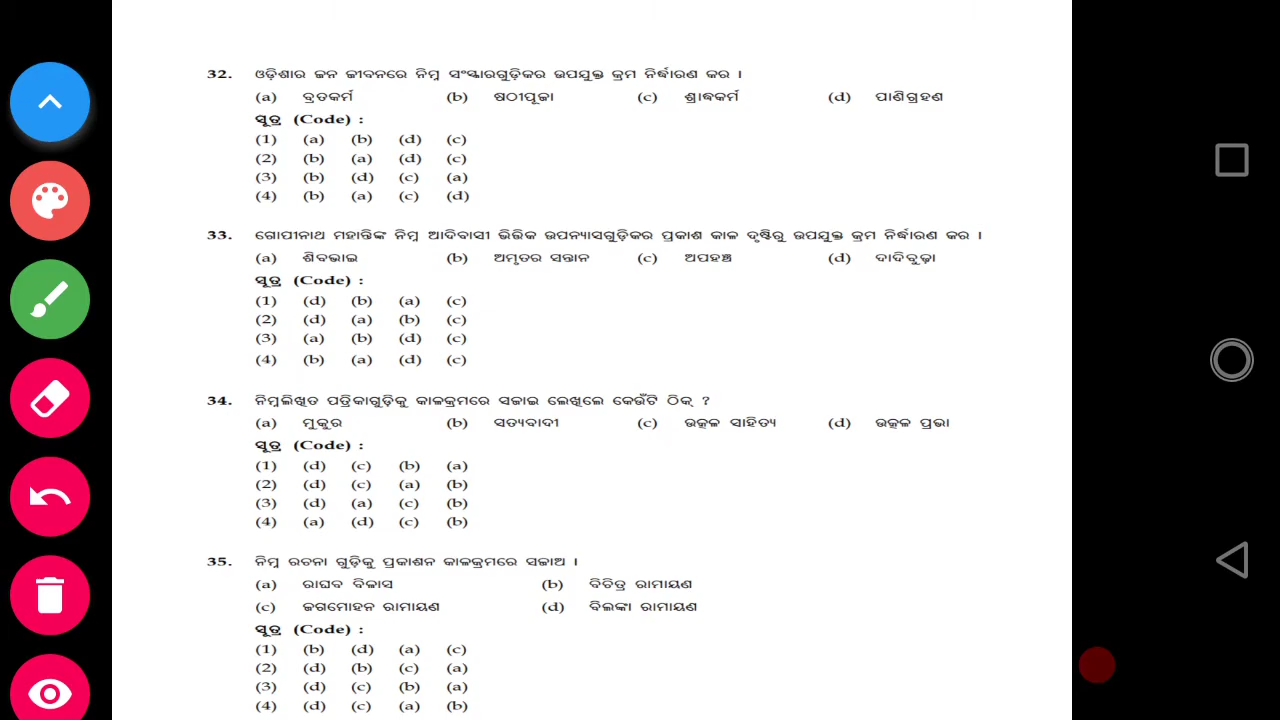 32. ଓଡ଼ିଶାର ଜନ ଜୀବନରେ ନିମ୍ନ ସଂସ୍କାରଗୁଡ଼ିକର ଉପଯୁକ୍ତ କ୍ରମ ନିର୍ଦ୍ଧାରଣ କର ।
(a) ବ୍ରତକର୍ମ (b) ଷଠୀପୂଜା (c) ଶ୍ରାଦ୍ଧକର୍ମ (d) ପାଣିଗ୍ରହଣ
ସୂତ୍ର (Code) :
(1) (a) (b) (d) (c)
(2) (b) (a) (d) (c)
(3) (b) (d) (c) (a)
(4) (b) (a) (c) (d)
33. ଗୋପୀନାଥ ମହାନ୍ତିଙ୍କ ନିମ୍ନ ଆଦିବାସୀ ଭିତ୍ତିକ ଉପନ୍ୟାସଗୁଡ଼ିକର ପ୍ରକାଶ କାଳ ଦୃଷ୍ଟିରୁ ଉପଯୁକ୍ତ କ୍ରମ ନିର୍ଦ୍ଧାରଣ କର ।
(a) ଶିବଭାଇ (b) ଅମୃତର ସନ୍ତାନ (c) ଅପହଞ୍ଚ (d) ଦାଦିବୁଢ଼ା
ସୂତ୍ର (Code) :
(1) (d) (b) (a) (c)
(2) (d) (a) (b) (c)
(3) (a) (b) (d) (c)
(4) (b) (a) (d) (c)
34. ନିମ୍ନଲିଖିତ ପତ୍ରିକାଗୁଡ଼ିକୁ କାଳକ୍ରମରେ ସଜାଇ ଲେଖିଲେ କେଉଁଟି ଠିକ୍ ?
(a) ମୁକୁର (b) ସତ୍ୟବାଦୀ (c) ଉତ୍କଳ ସାହିତ୍ୟ (d) ଉତ୍କଳ ପ୍ରଭା
ସୂତ୍ର (Code) :
(1) (d) (c) (b) (a)
(2) (d) (c) (a) (b)
(3) (d) (a) (c) (b)
(4) (a) (d) (c) (b)
35. ନିମ୍ନ ରଚନା ଗୁଡ଼ିକୁ ପ୍ରକାଶନ କାଳକ୍ରମରେ ସଜାଅ ।
(a) ରାଘବ ବିଳାସ (b) ବିଚିତ୍ର ରାମାୟଣ
(c) ଜଗମୋହନ ରାମାୟଣ (d) ବିଲଙ୍କା ରାମାୟଣ
ସୂତ୍ର (Code) :
(1) (b) (d) (a) (c)
(2) (d) (b) (c) (a)
(3) (d) (c) (b) (a)
(4) (d) (c) (a) (b)